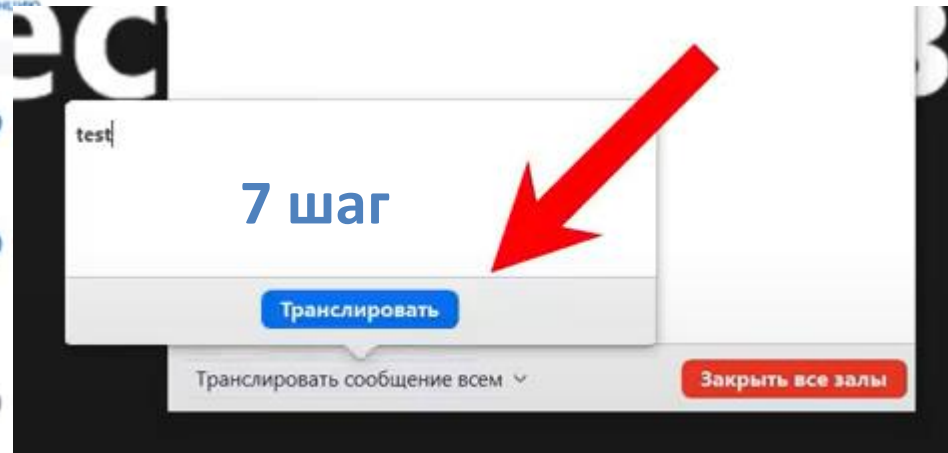 test
7 шаг
Транслировать
Транслировать сообщение всем
Закрыть все залы